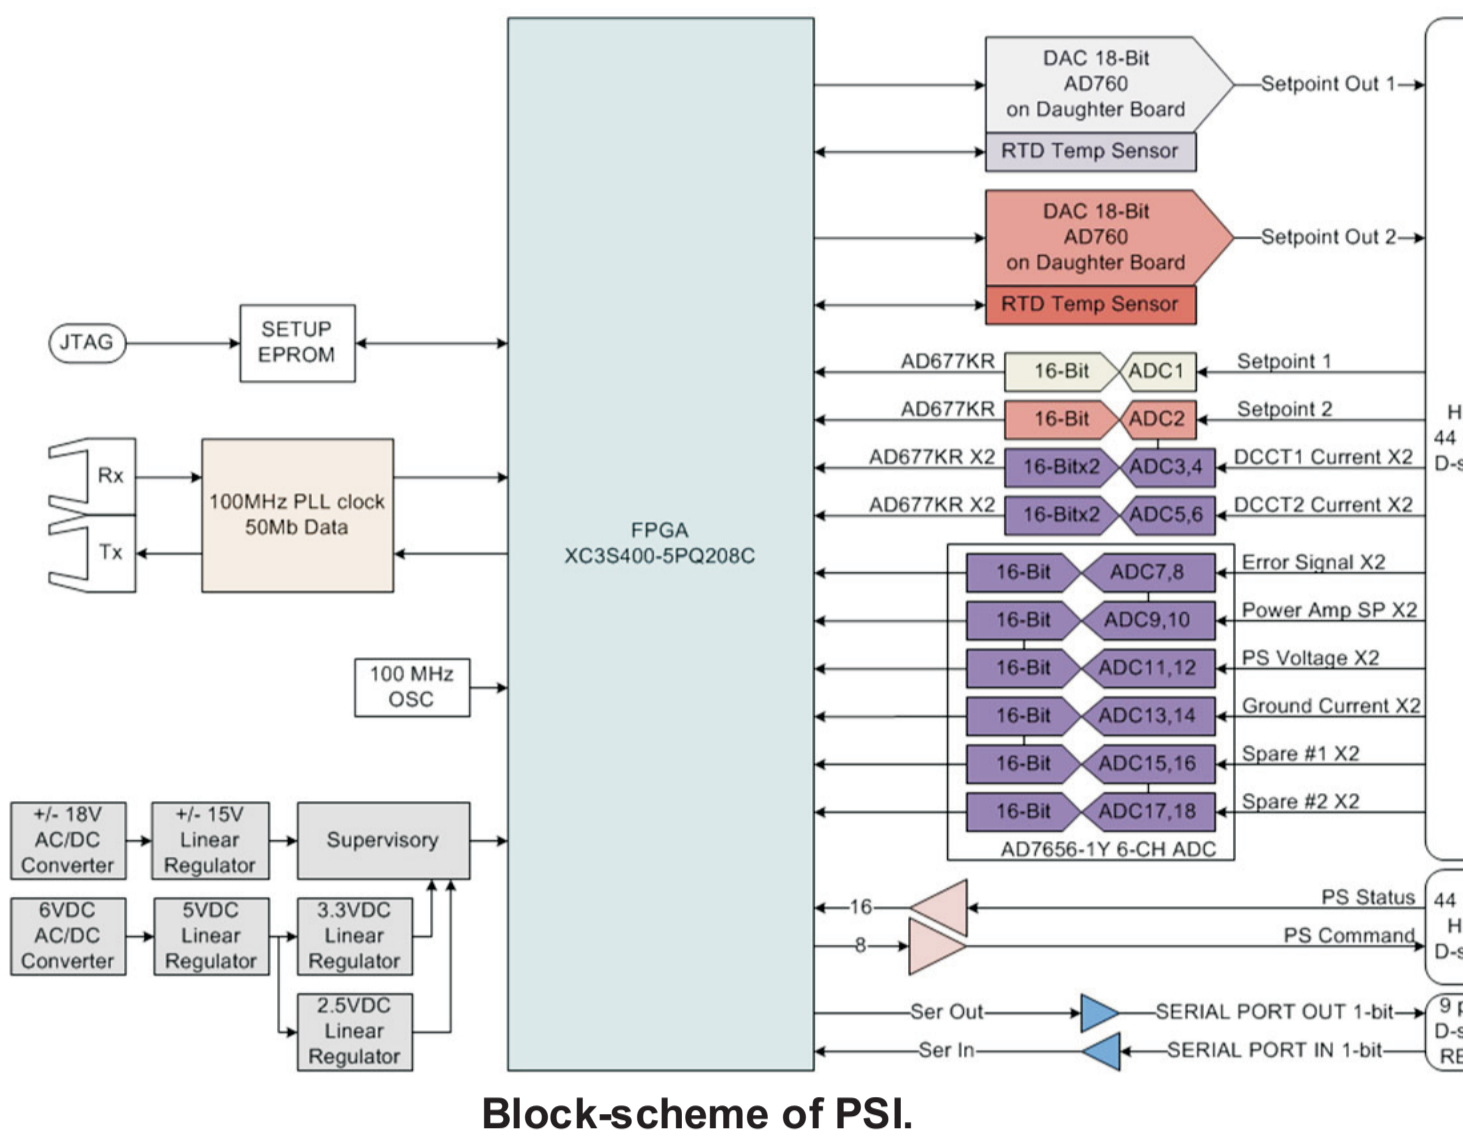 DAC 18-Bit
AD760
on Daughter Board
Setpoint Out 1
RTD Temp Sensor
DAC 18-Bit
AD760
on Daughter Board
Setpoint Out 2
RTD Temp Sensor
JTAG
SETUP
EPROM
AD677KR
16-Bit
ADC1
Setpoint 1
AD677KR
16-Bit
ADC2
Setpoint 2
AD677KR X2
16-Bitx2
ADC3,4
DCCT1 Current X2
AD677KR X2
16-Bitx2
ADC5,6
DCCT2 Current X2
H
44
D-s
Rx
Tx
100MHz PLL clock
50Mb Data
FPGA
XC3S400-5PQ208C
16-Bit
ADC7,8
Error Signal X2
16-Bit
ADC9,10
Power Amp SP X2
16-Bit
ADC11,12
PS Voltage X2
16-Bit
ADC13,14
Ground Current X2
16-Bit
ADC15,16
Spare #1 X2
16-Bit
ADC17,18
Spare #2 X2
AD7656-1Y 6-CH ADC
100 MHz
OSC
+/- 18V
AC/DC
Converter
+/- 15V
Linear
Regulator
Supervisory
6VDC
AC/DC
Converter
5VDC
Linear
Regulator
3.3VDC
Linear
Regulator
2.5VDC
Linear
Regulator
16
PS Status
8
PS Command
44
H
D-s
Ser Out
SERIAL PORT OUT 1-bit
Ser In
SERIAL PORT IN 1-bit
9 p
D-s
RE
Block-scheme of PSI.